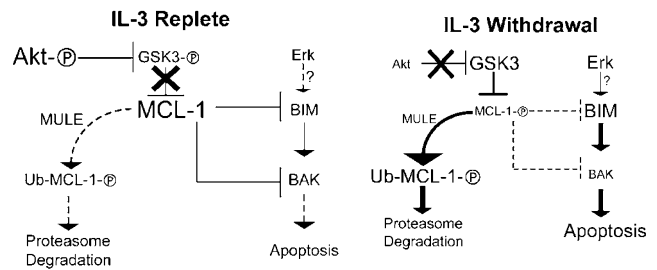 IL-3 Replete
Akt-Ⓟ
GSK3-Ⓟ
Erk
?
MCL-1
BIM
MULE
Ub-MCL-1-Ⓟ
BAK
Proteasome
Degradation
Apoptosis
IL-3 Withdrawal
Akt
GSK3
Erk
?
MCL-1-Ⓟ
BIM
MULE
Ub-MCL-1-Ⓟ
BAK
Proteasome
Degradation
Apoptosis